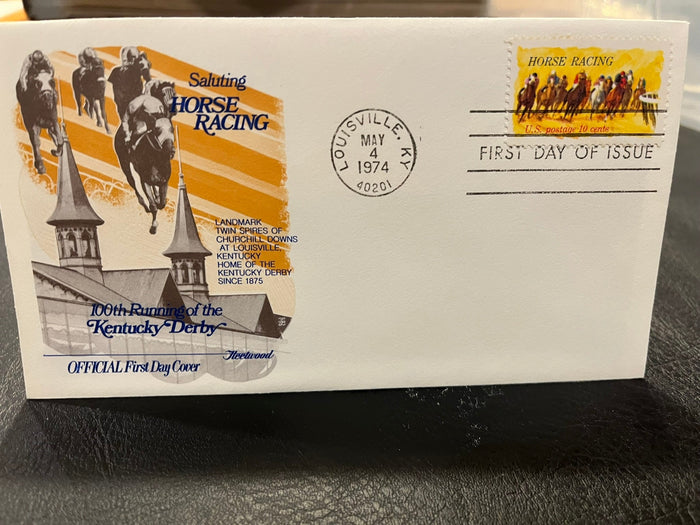 Saluting
HORSE
RACING
LANDMARK
TWIN SPIRES OF
CHURCHILL DOWNS
AT LOUISVILLE,
KENTUCKY
HOME OF THE
KENTUCKY DERBY
SINCE 1875
100th Running of the
Kentucky Derby
Fleetwood
OFFICIAL First Day Cover
LOUISVILLE, KY
MAY
4
1974
40201
HORSE RACING
U.S. postage 10 cents
FIRST DAY OF ISSUE